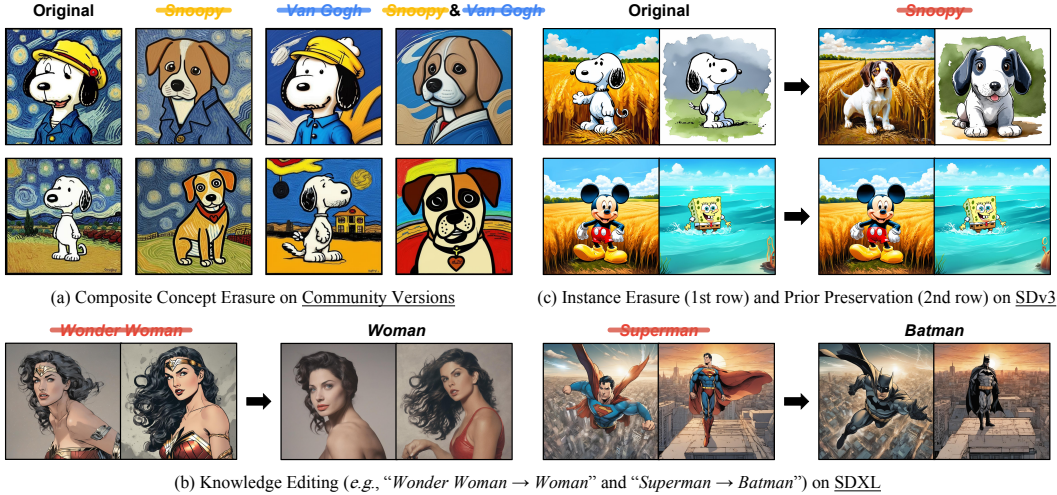 Original Snoopy Van Gogh Snoopy & Van Gogh Original Snoopy
(a) Composite Concept Erasure on Community Versions
(c) Instance Erasure (1st row) and Prior Preservation (2nd row) on SDv3
Wonder Woman Woman Superman Batman
(b) Knowledge Editing (e.g., “Wonder Woman → Woman” and “Superman → Batman”) on SDXL